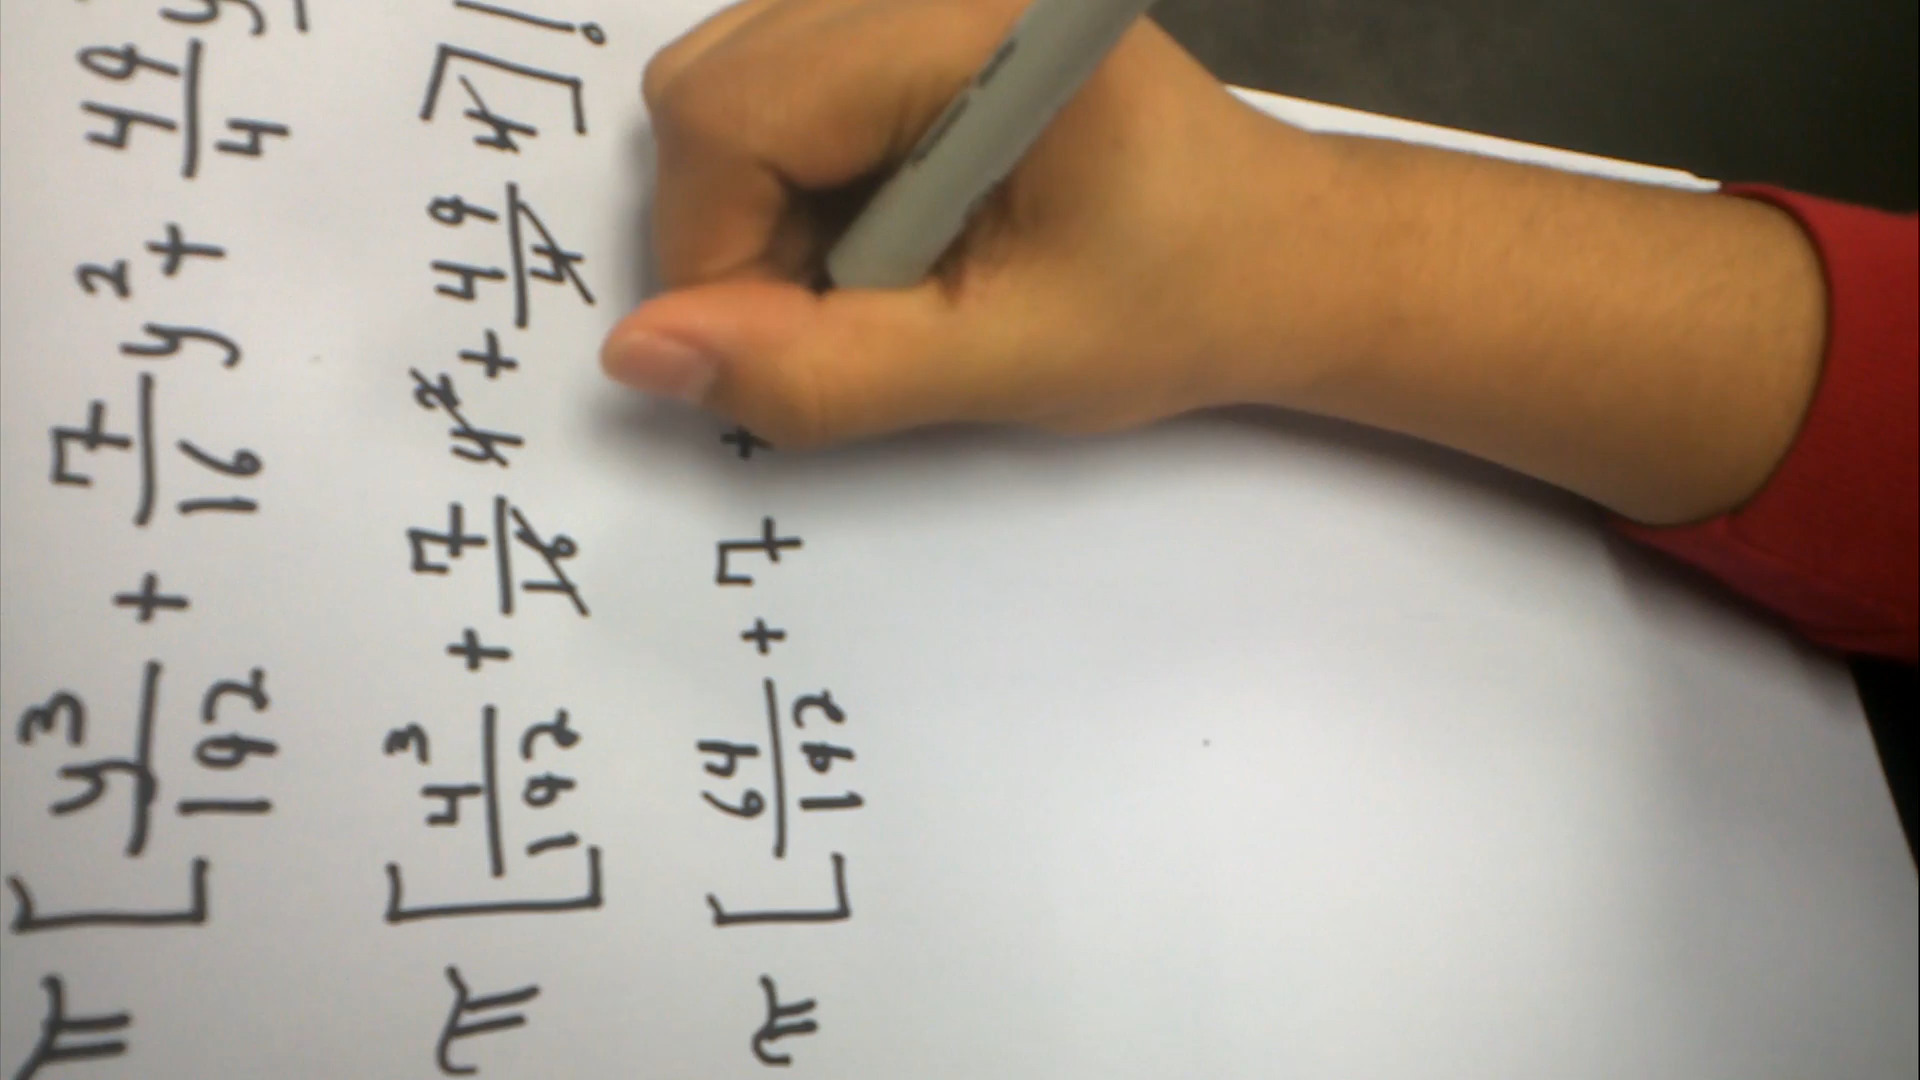 π [ y³/192 + 7/16 y² + 49/4 y
π [ 4³/192 + 7/16 4² + 49/4 4 ]
π [ 64/192 + 7 +